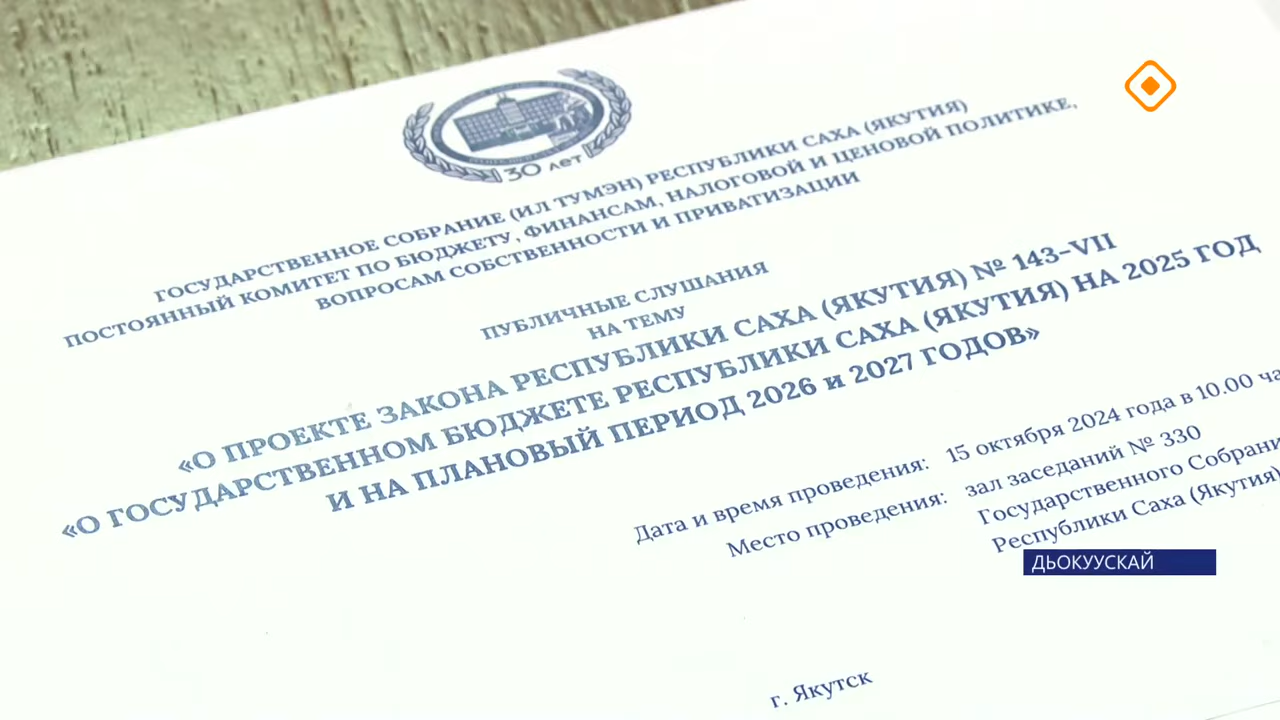 30 лет
ГОСУДАРСТВЕННОЕ СОБРАНИЕ (ИЛ ТУМЭН) РЕСПУБЛИКИ САХА (ЯКУТИЯ)
ПОСТОЯННЫЙ КОМИТЕТ ПО БЮДЖЕТУ, ФИНАНСАМ, НАЛОГОВОЙ И ЦЕНОВОЙ ПОЛИТИКЕ,
ВОПРОСАМ СОБСТВЕННОСТИ И ПРИВАТИЗАЦИИ
ПУБЛИЧНЫЕ СЛУШАНИЯ
НА ТЕМУ
«О ПРОЕКТЕ ЗАКОНА РЕСПУБЛИКИ САХА (ЯКУТИЯ) № 143-VII
«О ГОСУДАРСТВЕННОМ БЮДЖЕТЕ РЕСПУБЛИКИ САХА (ЯКУТИЯ) НА 2025 ГОД
И НА ПЛАНОВЫЙ ПЕРИОД 2026 и 2027 ГОДОВ»
Дата и время проведения: 15 октября 2024 года в 10.00
Место проведения: зал заседаний № 330
Государственного
Республики Саха (Якутия)
ДЬОКУУСКАЙ
г. Якутск